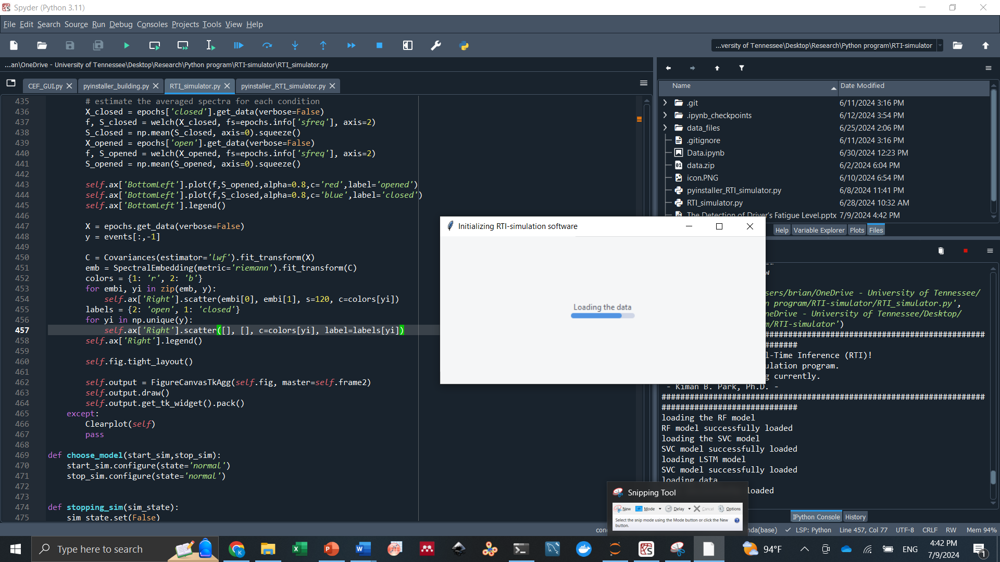 Spyder (Python 3.11)
File Edit Search Source Run Debug Consoles Projects Tools View Help
...versity of Tennessee\Desktop\Research\Python program\RTI-simulator
...an\OneDrive - University of Tennessee\Desktop\Research\Python program\RTI-simulator\RTI_simulator.py
CEF_GUI.py pyinstaller_building.py RTI_simulator.py pyinstaller_RTI_simulator.py
435 # estimate the averaged spectra for each condition
436 X_closed = epochs['closed'].get_data(verbose=False)
437 f, S_closed = welch(X_closed, fs=epochs.info['sfreq'], axis=2)
438 S_closed = np.mean(S_closed, axis=0).squeeze()
439 X_opened = epochs['open'].get_data(verbose=False)
440 f, S_opened = welch(X_opened, fs=epochs.info['sfreq'], axis=2)
441 S_opened = np.mean(S_opened, axis=0).squeeze()
442
443 self.ax['BottomLeft'].plot(f,S_opened,alpha=0.8,c='red',label='opened')
444 self.ax['BottomLeft'].plot(f,S_closed,alpha=0.8,c='blue',label='closed')
445 self.ax['BottomLeft'].legend()
446
447 X = epochs.get_data(verbose=False)
448 y = events[:,-1]
449
450 C = Covariances(estimator='lwf').fit_transform(X)
451 emb = SpectralEmbedding(metric='riemann').fit_transform(C)
452 colors = {1: 'r', 2: 'b'}
453 for embi, yi in zip(emb, y):
454 self.ax['Right'].scatter(embi[0], embi[1], s=120, c=colors[yi])
455 labels = {2: 'open', 1: 'closed'}
456 for yi in np.unique(y):
457 self.ax['Right'].scatter([], [], c=colors[yi], label=labels[yi])
458 self.ax['Right'].legend()
459
460 self.fig.tight_layout()
461
462 self.output = FigureCanvasTkAgg(self.fig, master=self.frame2)
463 self.output.draw()
464 self.output.get_tk_widget().pack()
465 except:
466 Clearplot(self)
467 pass
468
469 def choose_model(start_sim,stop_sim):
470 start_sim.configure(state='normal')
471 stop_sim.configure(state='normal')
472
473
474 def stopping_sim(sim_state):
475 sim_state.set(False)
Name Date Modified
.git 6/11/2024 3:16 PM
.ipynb_checkpoints 6/12/2024 3:54 PM
data_files 6/25/2024 2:06 PM
.gitignore 6/11/2024 3:16 PM
Data.ipynb 6/30/2024 12:23 PM
data.zip 6/2/2024 6:04 PM
icon.PNG 6/10/2024 6:54 PM
pyinstaller_RTI_simulator.py 6/8/2024 11:41 PM
RTI_simulator.py 6/28/2024 10:32 AM
The Detection of Driver's Fatigue Level.pptx 7/9/2024 4:42 PM
Help Variable Explorer Plots Files
Initializing RTI-simulation software
Loading the data
w
sers/brian/OneDrive - University of Tennessee/
n program/RTI-simulator/RTI_simulator.py',
neDrive - University of Tennessee/Desktop/
m/RTI-simulator')
###############################################
#######
l-Time Inference (RTI)!
ulation program.
g currently.
- Kiman B. Park, Ph.D. -
#####################################################################
#############################
loading the RF model
RF model successfully loaded
loading the SVC model
SVC model successfully loaded
loading LSTM model
SVC model successfully loaded
loading data
loaded
IPython Console History
Snipping Tool
New Mode Delay Cancel Options
Select the snip mode using the Mode button or click the New
button.
con nda(base) LSP: Python Line 457, Col 77 UTF-8 CRLF RW Mem 94%
Type here to search
94°F ENG 4:42 PM
7/9/2024
1